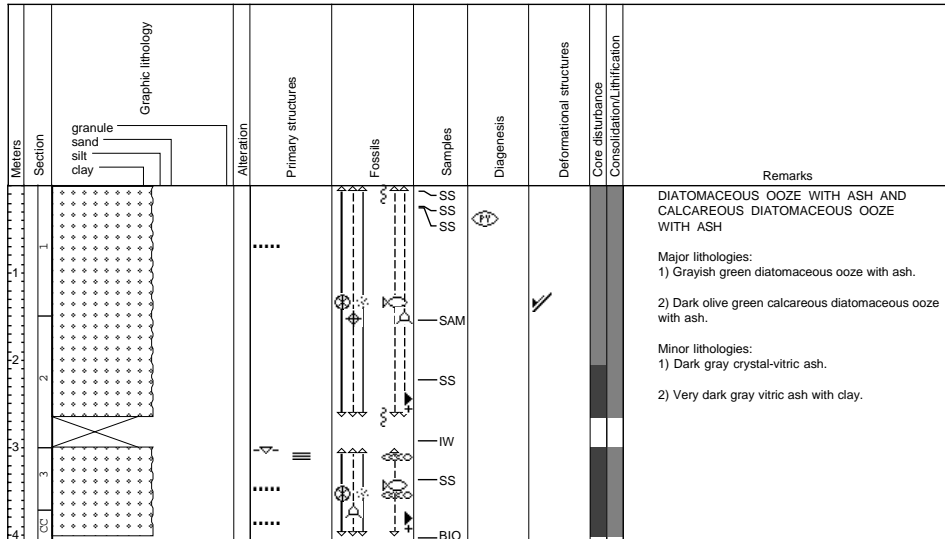 Meters
Section
Graphic lithology
granule
sand
silt
clay
Alteration
Primary structures
Fossils
Samples
Diagenesis
Deformational structures
Core disturbance
Consolidation/Lithification
Remarks
1
2
3
CC
1
2
3
4
SS
SS
SS
SAM
SS
IW
SS
BIO
PY
DIATOMACEOUS OOZE WITH ASH AND
CALCAREOUS DIATOMACEOUS OOZE
WITH ASH
Major lithologies:
1) Grayish green diatomaceous ooze with ash.
2) Dark olive green calcareous diatomaceous ooze
with ash.
Minor lithologies:
1) Dark gray crystal-vitric ash.
2) Very dark gray vitric ash with clay.